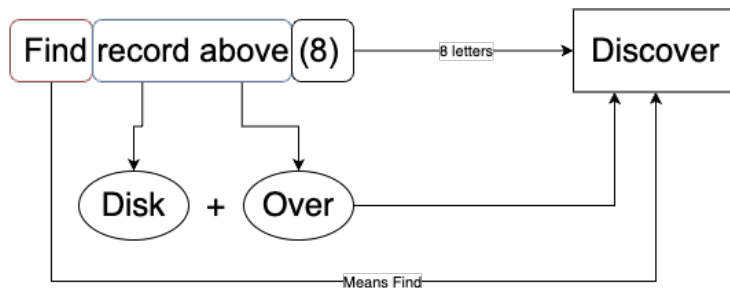 Find record above (8)
8 letters
Discover
Disk + Over
Means Find